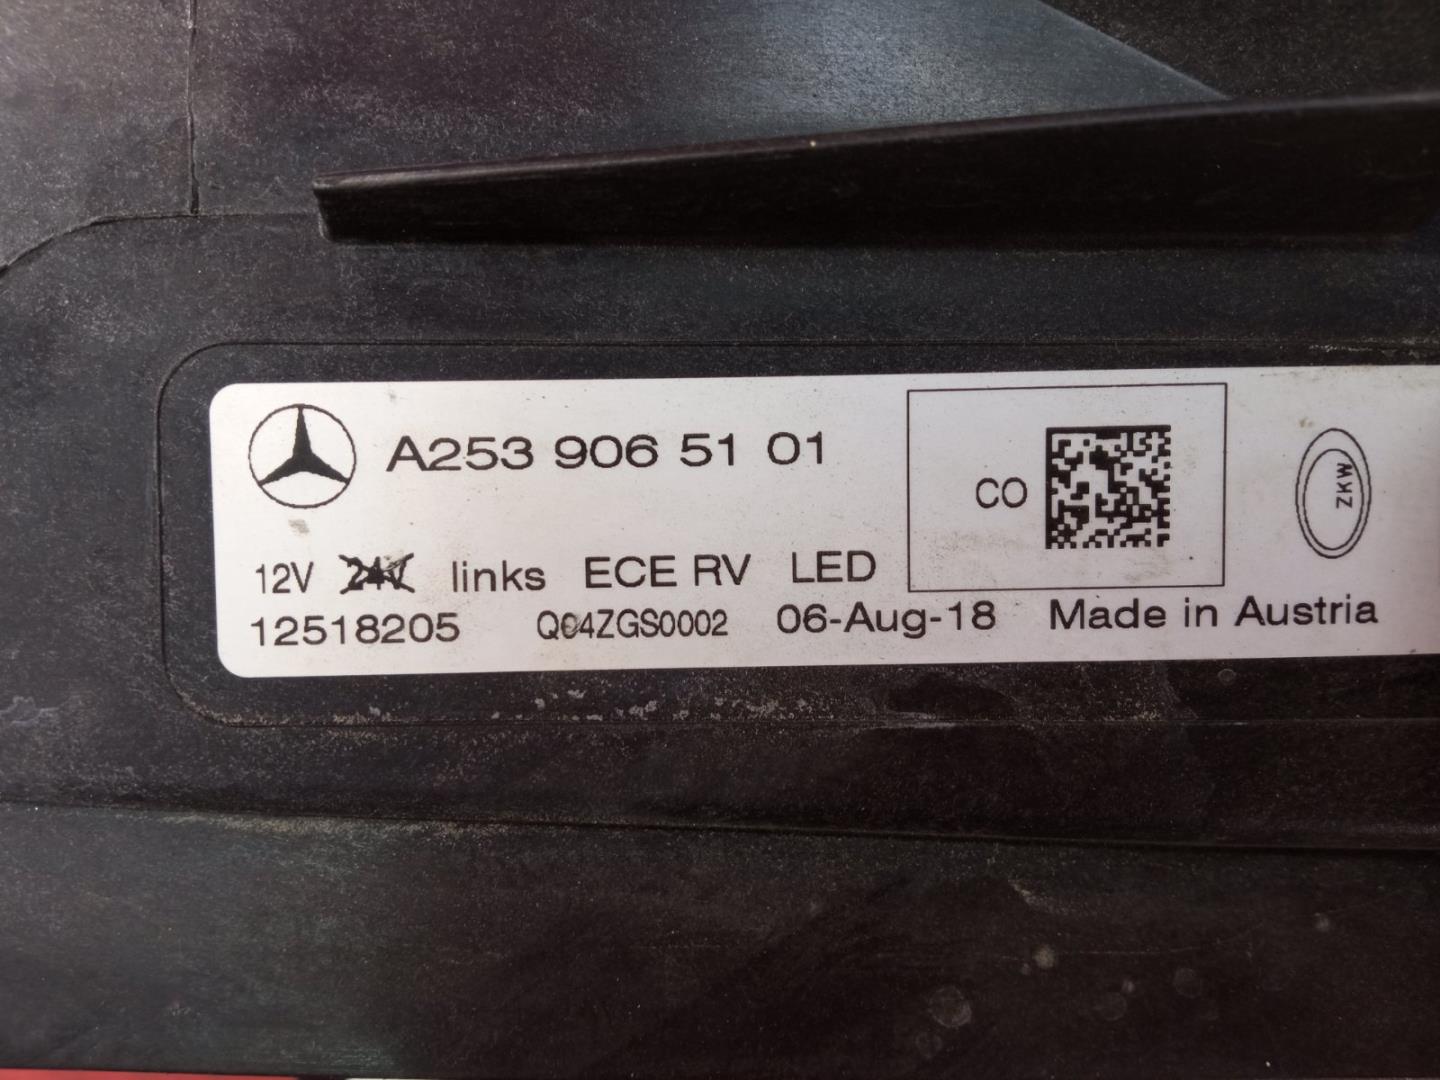 A253 906 51 01
CO
ZKW
12V 24V links ECE RV LED
12518205 Q04ZGS0002 06-Aug-18 Made in Austria